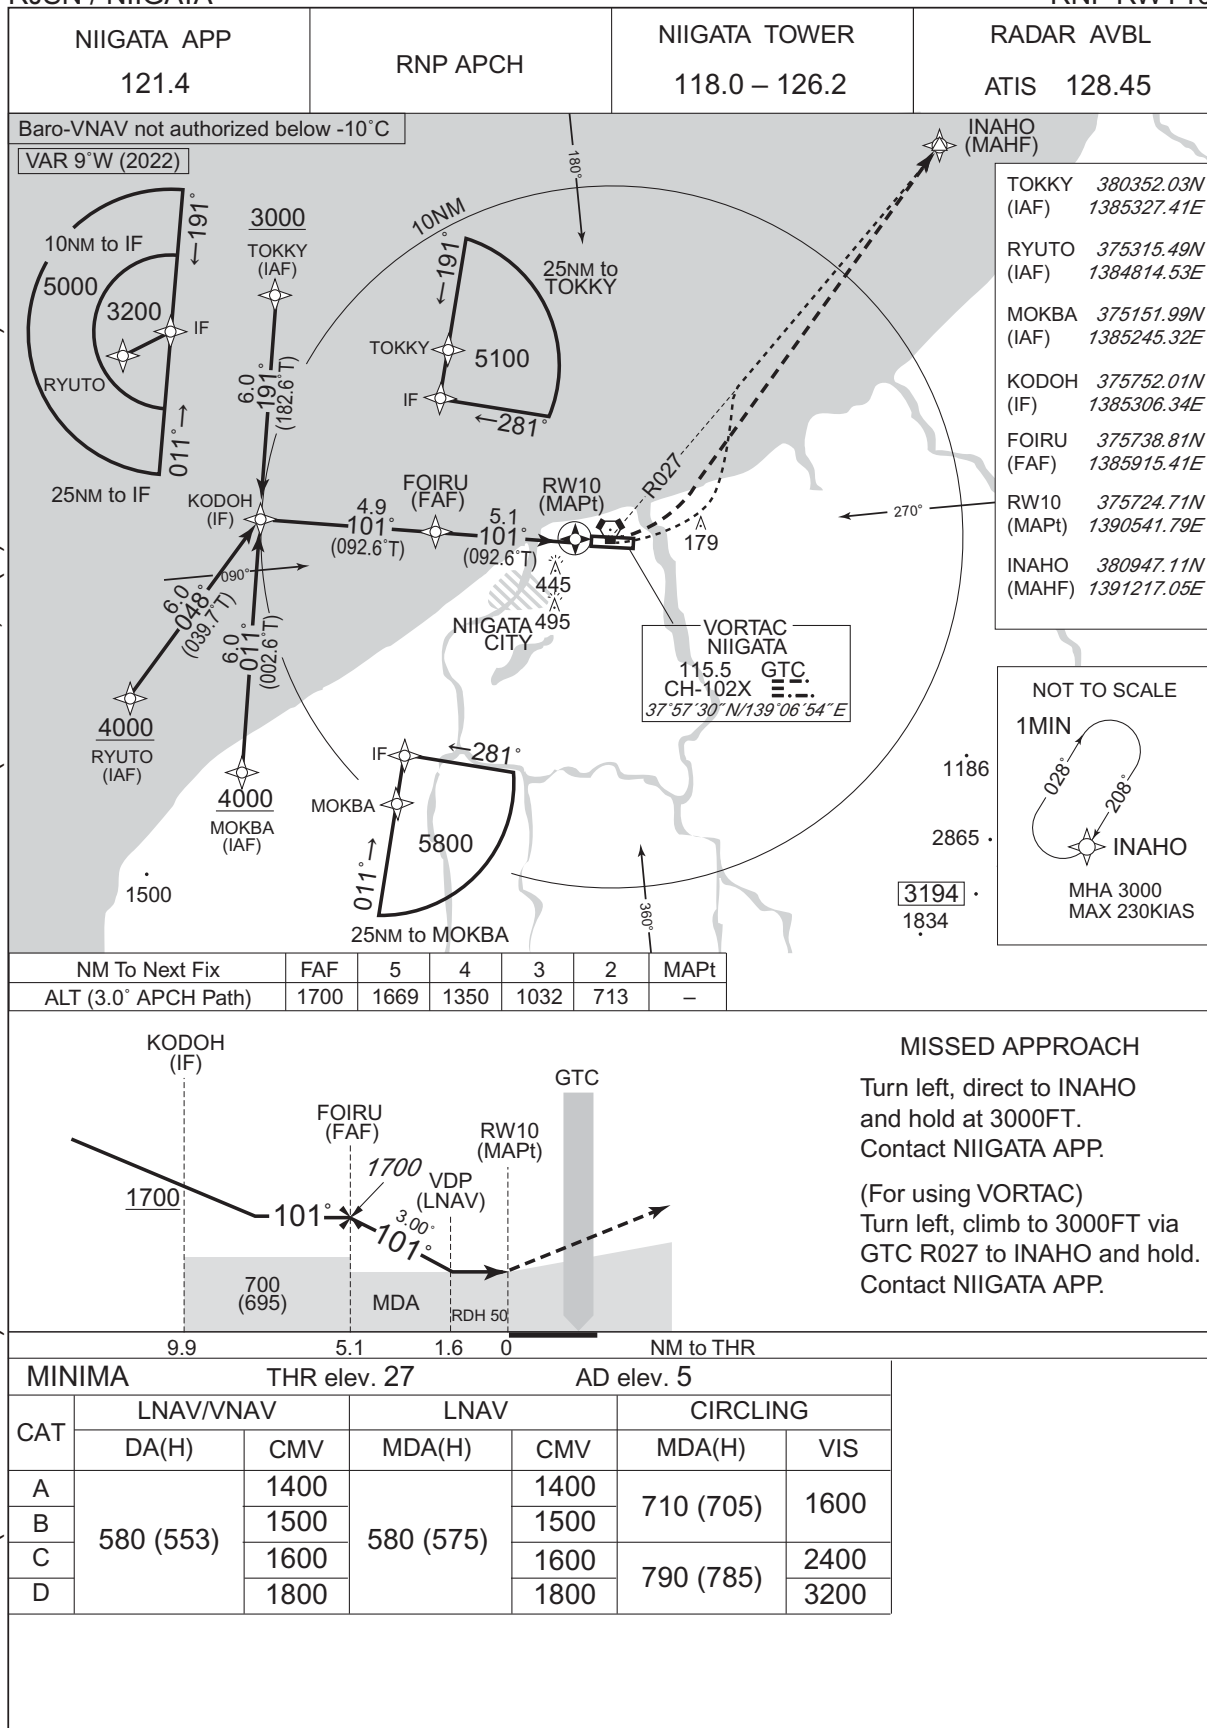 RJSN / NIIGATA
NIIGATA APP
121.4
RNP APCH
NIIGATA TOWER
118.0 – 126.2
RADAR AVBL
ATIS 128.45
Baro-VNAV not authorized below -10˚C
VAR 9˚W (2022)
10NM to IF
5000
3200
IF
RYUTO
←191˚
011˚→
25NM to IF
3000
TOKKY
(IAF)
6.0
191˚
(182.6˚T)
10NM
180˚
←191˚
25NM to
TOKKY
TOKKY
5100
IF
←281˚
INAHO
(MAHF)
TOKKY 380352.03N
(IAF) 1385327.41E
RYUTO 375315.49N
(IAF) 1384814.53E
MOKBA 375151.99N
(IAF) 1385245.32E
KODOH 375752.01N
(IF) 1385306.34E
FOIRU 375738.81N
(FAF) 1385915.41E
RW10 375724.71N
(MAPt) 1390541.79E
INAHO 380947.11N
(MAHF) 1391217.05E
KODOH
(IF)
4.9
101˚
(092.6˚T)
FOIRU
(FAF)
5.1
101˚
(092.6˚T)
RW10
(MAPt)
R027
179
270˚
090˚
445
495
NIIGATA
CITY
6.0
048˚
(039.7˚T)
6.0
011˚
(002.6˚T)
VORTAC
NIIGATA
115.5 GTC
CH-102X
37˚57´30˝N/139˚06´54˝E
4000
RYUTO
(IAF)
4000
MOKBA
(IAF)
1500
IF
←281˚
MOKBA
5800
011˚→
25NM to MOKBA
360˚
1186
2865
3194
1834
NOT TO SCALE
1MIN
028˚
208˚
INAHO
MHA 3000
MAX 230KIAS
NM To Next Fix FAF 5 4 3 2 MAPt
ALT (3.0˚ APCH Path) 1700 1669 1350 1032 713 –
KODOH
(IF)
FOIRU
(FAF)
RW10
(MAPt)
GTC
1700
1700
VDP
(LNAV)
101˚
3.00˚
101˚
700
(695)
MDA
RDH 50
9.9 5.1 1.6 0 NM to THR
MISSED APPROACH
Turn left, direct to INAHO
and hold at 3000FT.
Contact NIIGATA APP.
(For using VORTAC)
Turn left, climb to 3000FT via
GTC R027 to INAHO and hold.
Contact NIIGATA APP.
MINIMA THR elev. 27 AD elev. 5
CAT LNAV/VNAV LNAV CIRCLING
DA(H) CMV MDA(H) CMV MDA(H) VIS
A 580 (553) 1400 580 (575) 1400 710 (705) 1600
B 1500 1500
C 1600 1600 790 (785) 2400
D 1800 1800 3200